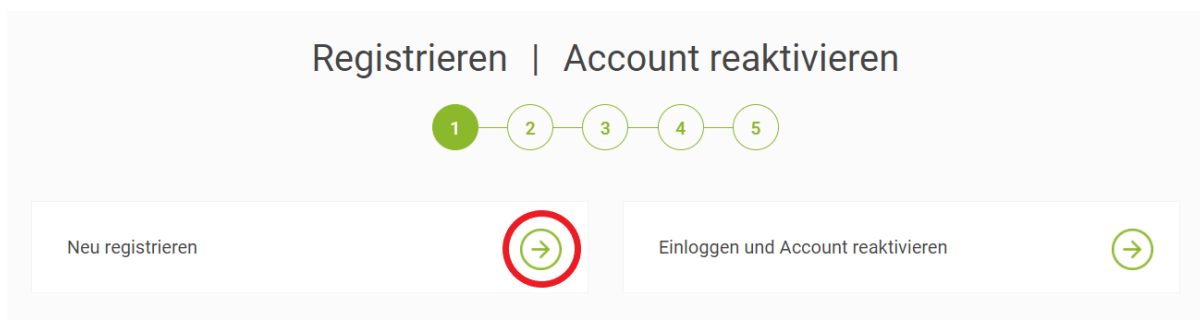 Registrieren | Account reaktivieren
1 2 3 4 5
Neu registrieren
Einloggen und Account reaktivieren